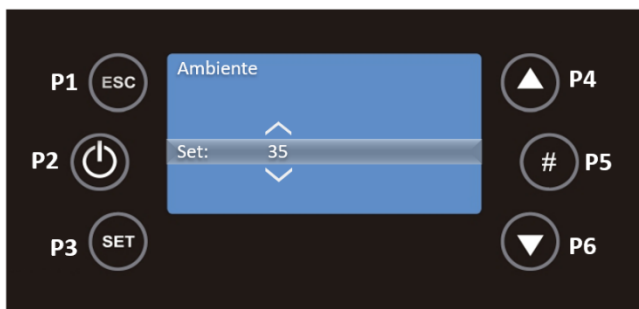 Ambiente
P1 ESC
P4
P2
Set: 35
# P5
P3 SET
P6